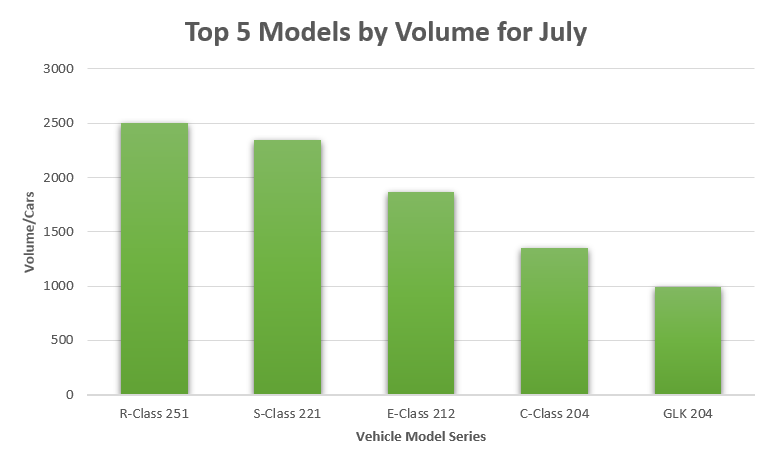 Top 5 Models by Volume for July
3000
2500
2000
1500
1000
500
0
Volume/Cars
R-Class 251
S-Class 221
E-Class 212
C-Class 204
GLK 204
Vehicle Model Series